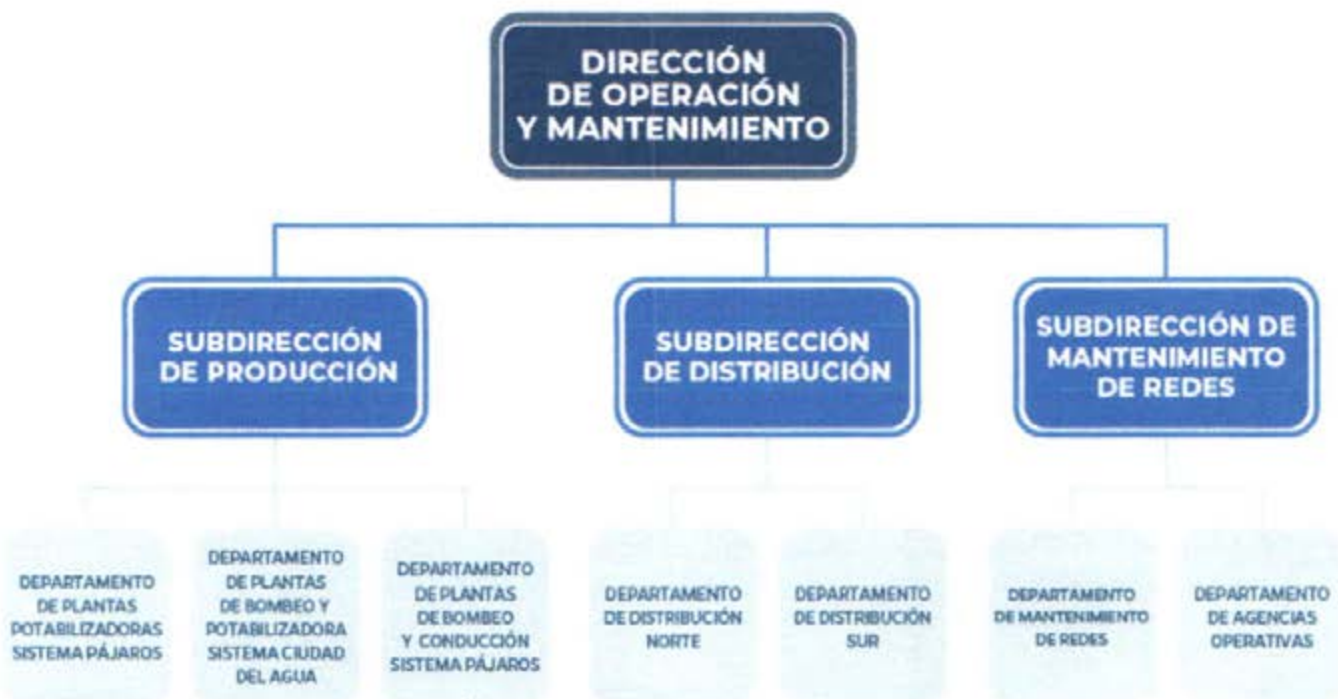 DIRECCIÓN
DE OPERACIÓN
Y MANTENIMIENTO
SUBDIRECCIÓN
DE PRODUCCIÓN
SUBDIRECCIÓN
DE DISTRIBUCIÓN
SUBDIRECCIÓN DE
MANTENIMIENTO
DE REDES
DEPARTAMENTO
DE PLANTAS
POTABILIZADORAS
SISTEMA PÁJAROS
DEPARTAMENTO
DE PLANTAS
DE BOMBEO Y
POTABILIZADORA
SISTEMA CIUDAD
DEL AGUA
DEPARTAMENTO
DE PLANTAS
DE BOMBEO
Y CONDUCCIÓN
SISTEMA PÁJAROS
DEPARTAMENTO
DE DISTRIBUCIÓN
NORTE
DEPARTAMENTO
DE DISTRIBUCIÓN
SUR
DEPARTAMENTO
DE MANTENIMIENTO
DE REDES
DEPARTAMENTO
DE AGENCIAS
OPERATIVAS